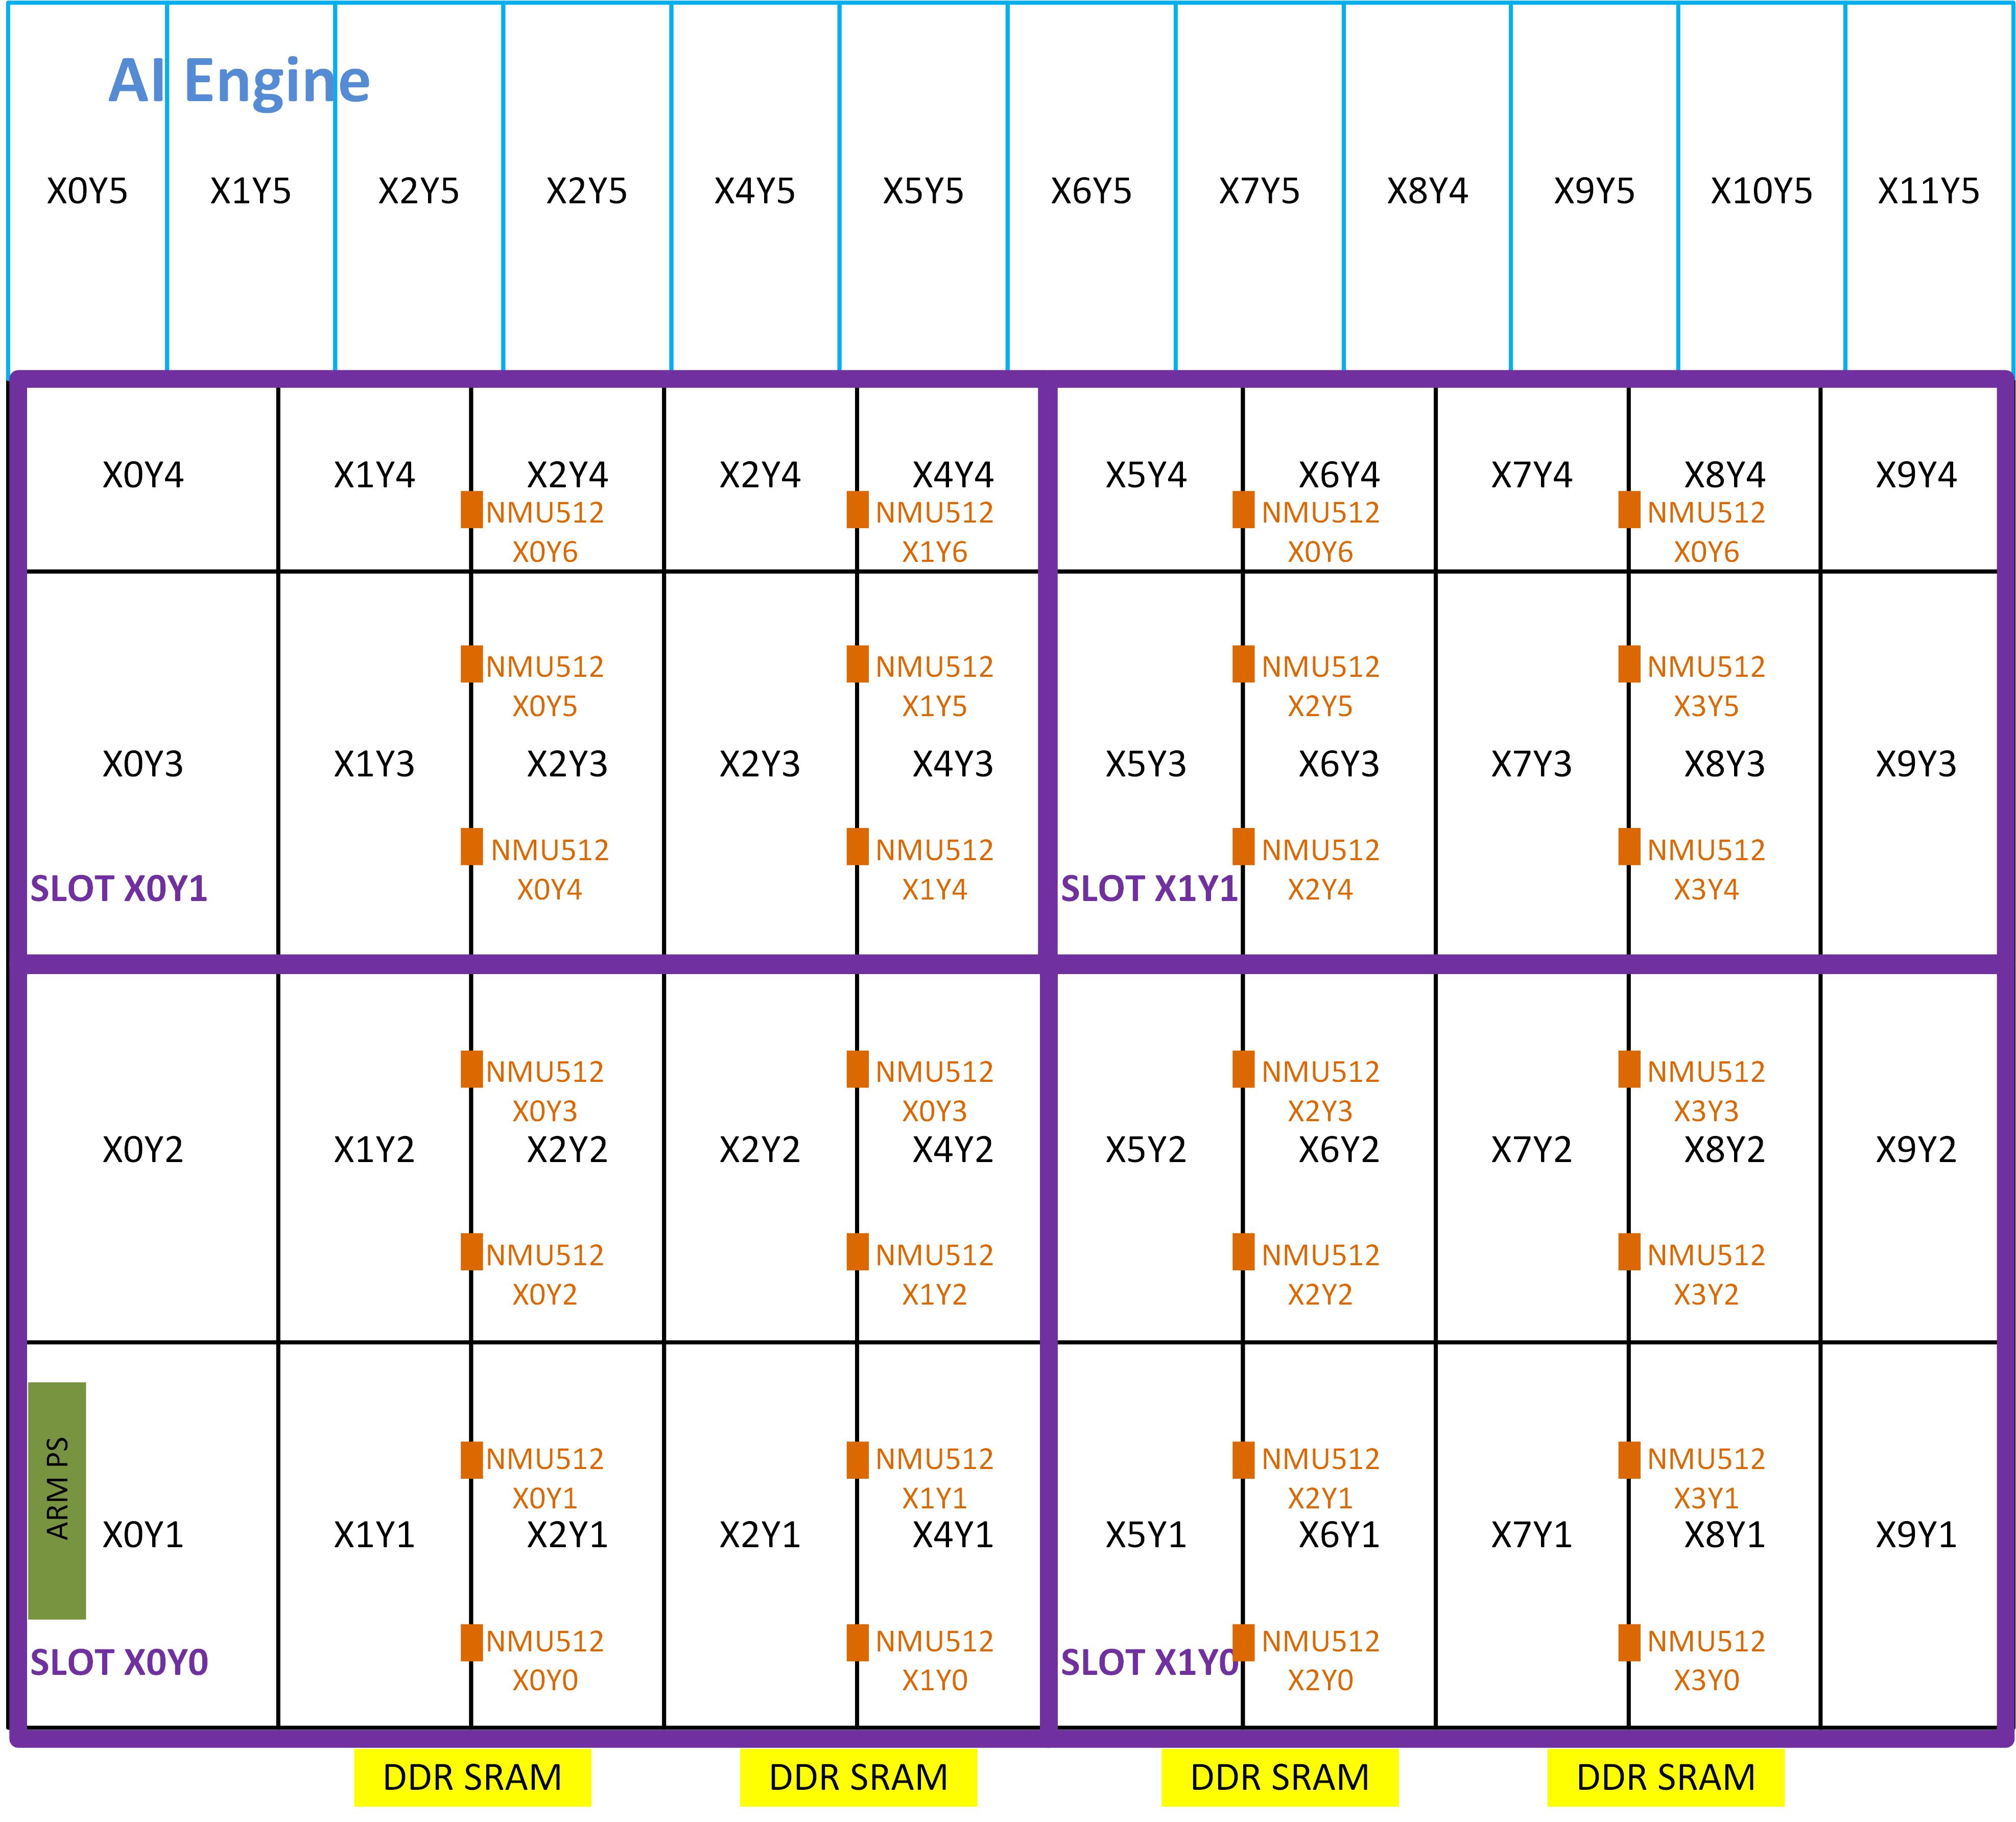 AI Engine
X0Y5 X1Y5 X2Y5 X2Y5 X4Y5 X5Y5 X6Y5 X7Y5 X8Y4 X9Y5 X10Y5 X11Y5
X0Y4 X1Y4 X2Y4 X2Y4 X4Y4 X5Y4 X6Y4 X7Y4 X8Y4 X9Y4
NMU512 NMU512 NMU512 NMU512
X0Y6 X1Y6 X0Y6 X0Y6
NMU512 NMU512 NMU512 NMU512
X0Y5 X1Y5 X2Y5 X3Y5
X0Y3 X1Y3 X2Y3 X2Y3 X4Y3 X5Y3 X6Y3 X7Y3 X8Y3 X9Y3
NMU512 NMU512 NMU512 NMU512
SLOT X0Y1 X0Y4 X1Y4 SLOT X1Y1 X2Y4 X3Y4
NMU512 NMU512 NMU512 NMU512
X0Y3 X0Y3 X2Y3 X3Y3
X0Y2 X1Y2 X2Y2 X2Y2 X4Y2 X5Y2 X6Y2 X7Y2 X8Y2 X9Y2
NMU512 NMU512 NMU512 NMU512
X0Y2 X1Y2 X2Y2 X3Y2
NMU512 NMU512 NMU512 NMU512
X0Y1 X1Y1 X2Y1 X3Y1
ARM PS
X0Y1 X1Y1 X2Y1 X2Y1 X4Y1 X5Y1 X6Y1 X7Y1 X8Y1 X9Y1
NMU512 NMU512 NMU512 NMU512
SLOT X0Y0 X0Y0 X1Y0 SLOT X1Y0 X2Y0 X3Y0
DDR SRAM DDR SRAM DDR SRAM DDR SRAM